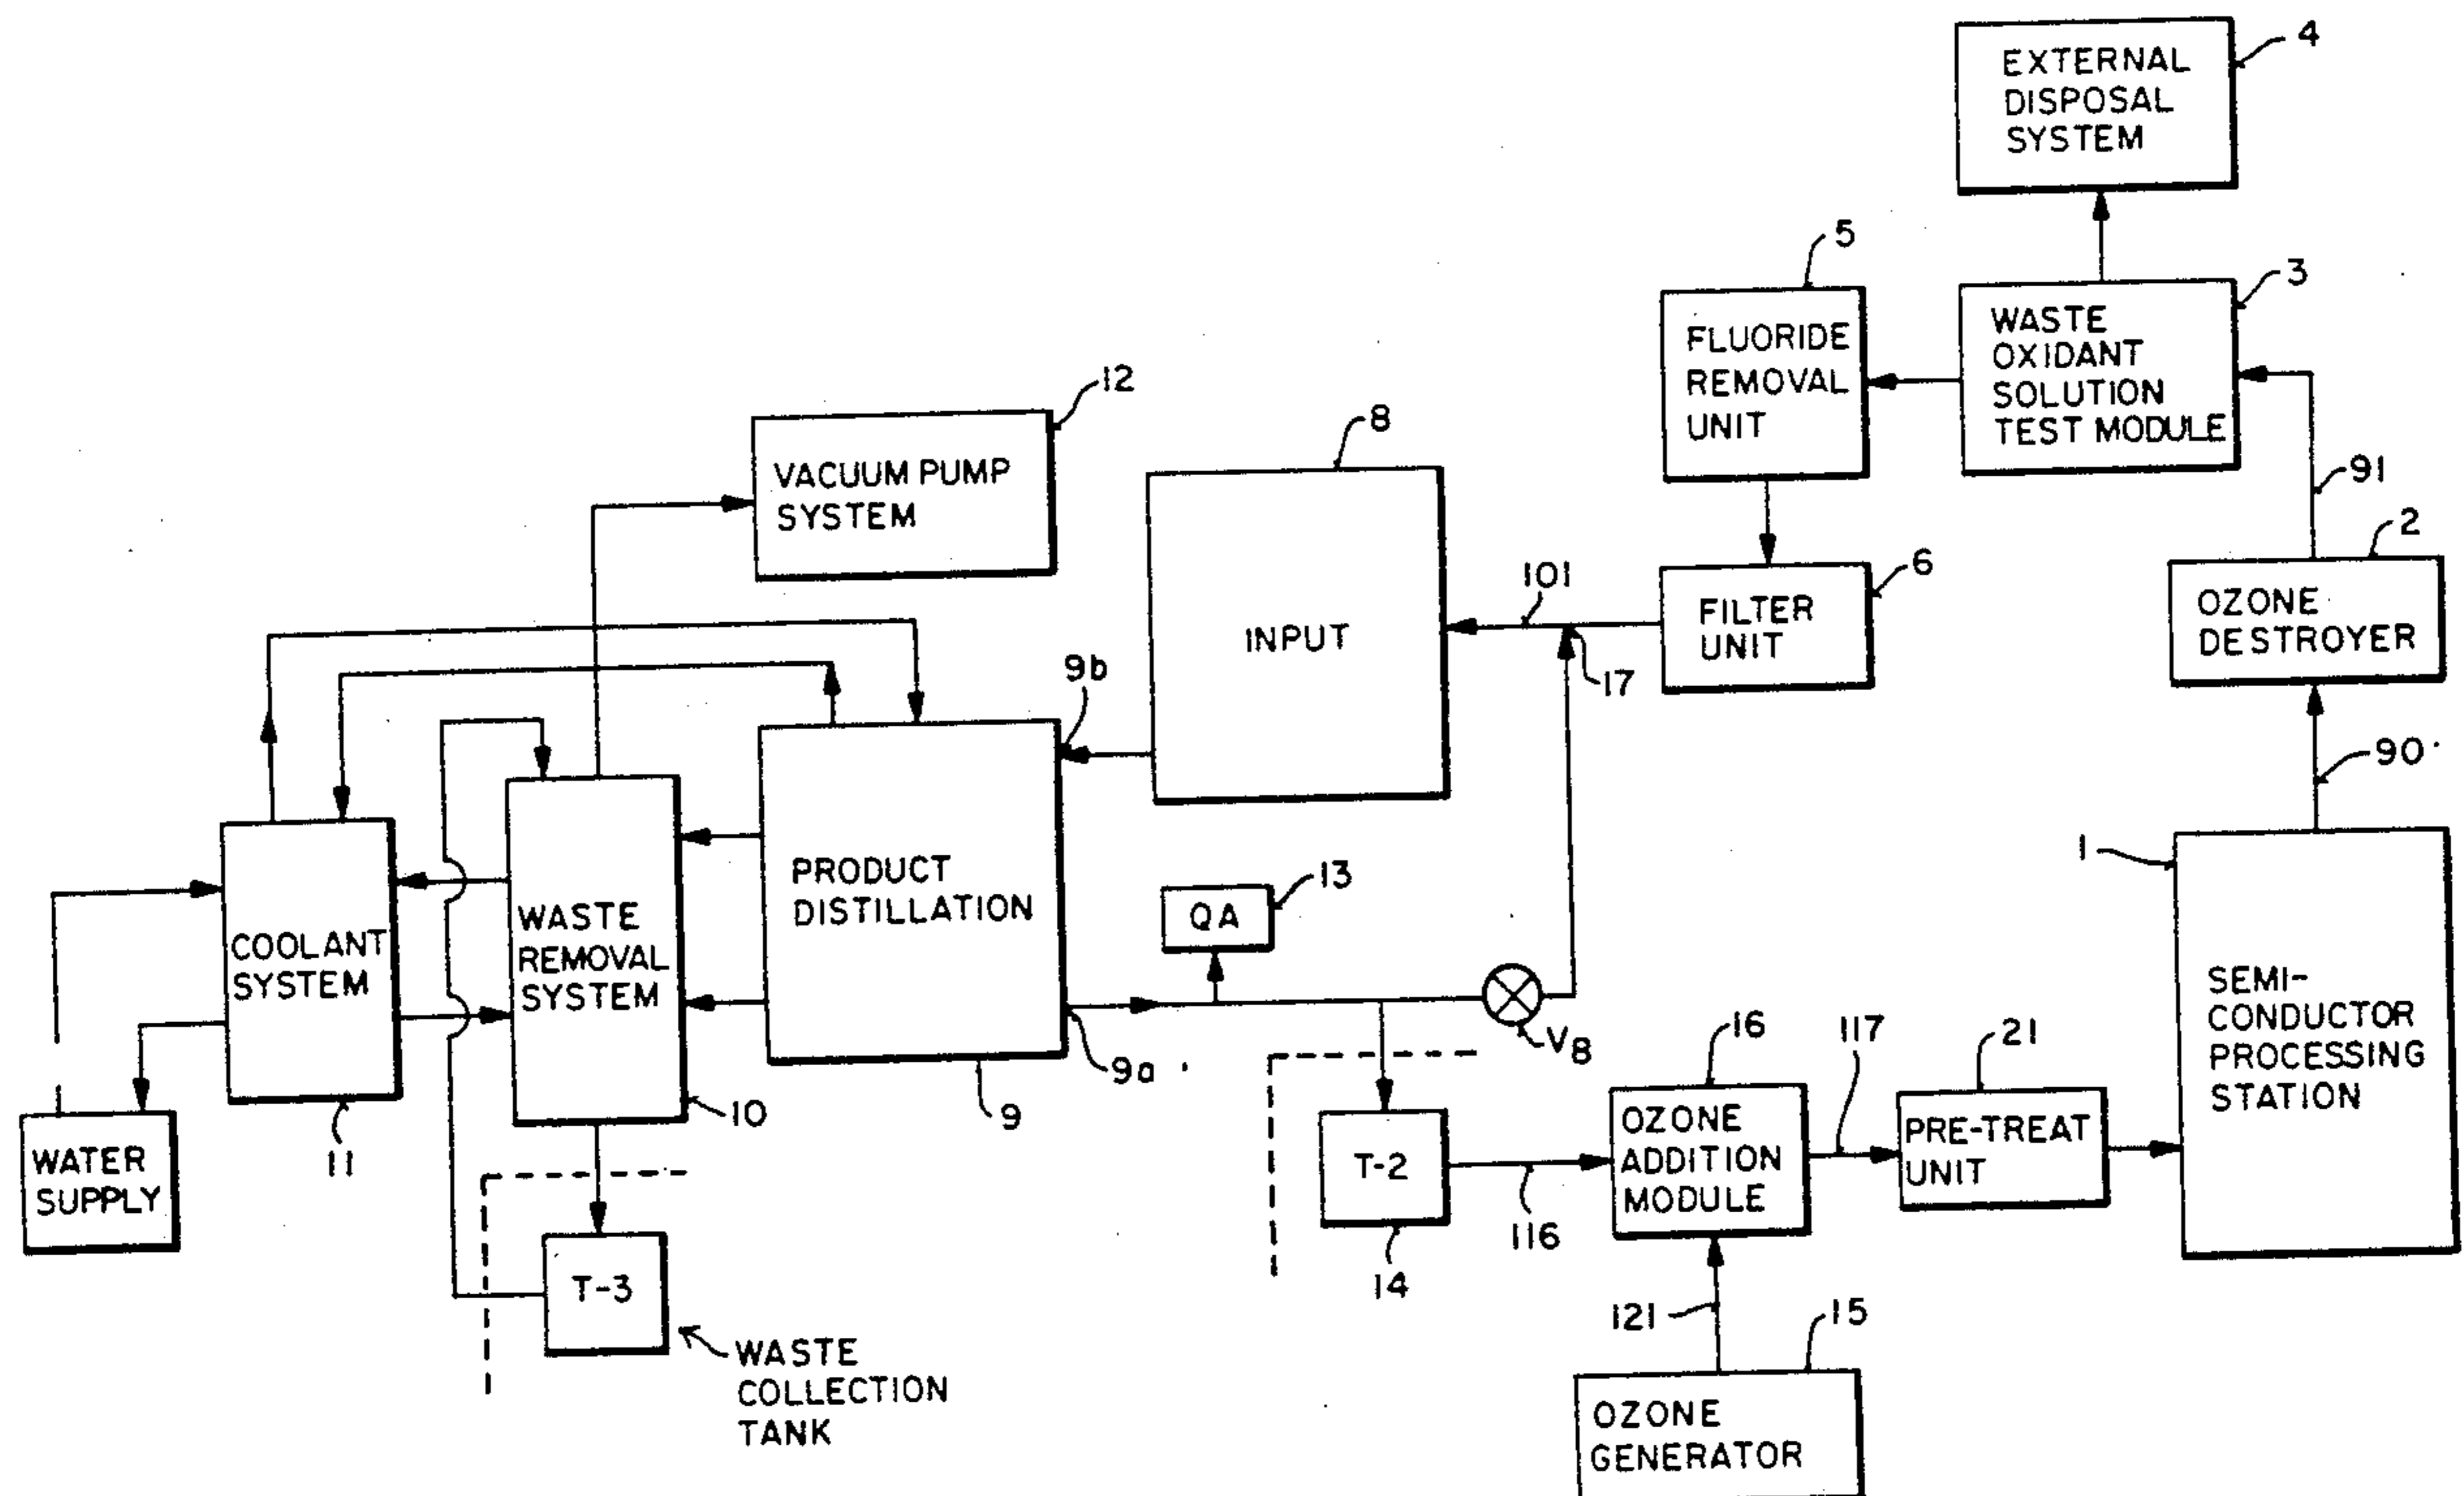 EXTERNAL
DISPOSAL
SYSTEM
4
5
3
FLUORIDE
REMOVAL
UNIT
WASTE
OXIDANT
SOLUTION
TEST MODULE
12
8
91
VACUUM PUMP
SYSTEM
2
101
6
INPUT
FILTER
UNIT
OZONE
DESTROYER
9b
17
90
1
PRODUCT
DISTILLATION
13
QA
COOLANT
SYSTEM
WASTE
REMOVAL
SYSTEM
SEMI-
CONDUCTOR
PROCESSING
STATION
V8
9a
16
117
21
10
9
11
WATER
SUPPLY
OZONE
ADDITION
MODULE
PRE-TREAT
UNIT
T-2
116
14
T-3
121
15
WASTE
COLLECTION
TANK
OZONE
GENERATOR